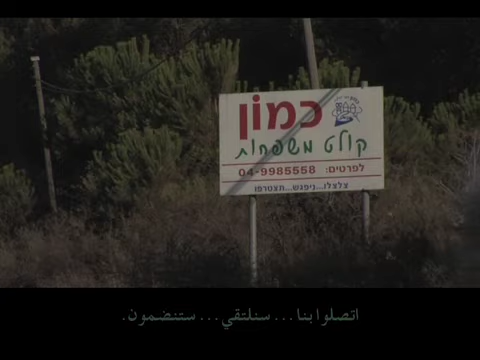 כמון
קולט משפחות
לפרטים: 04-9985558
צלצלו...ניפגש...תצטרפו
اتصلوا بنا... سنلتقي... ستنضمون.